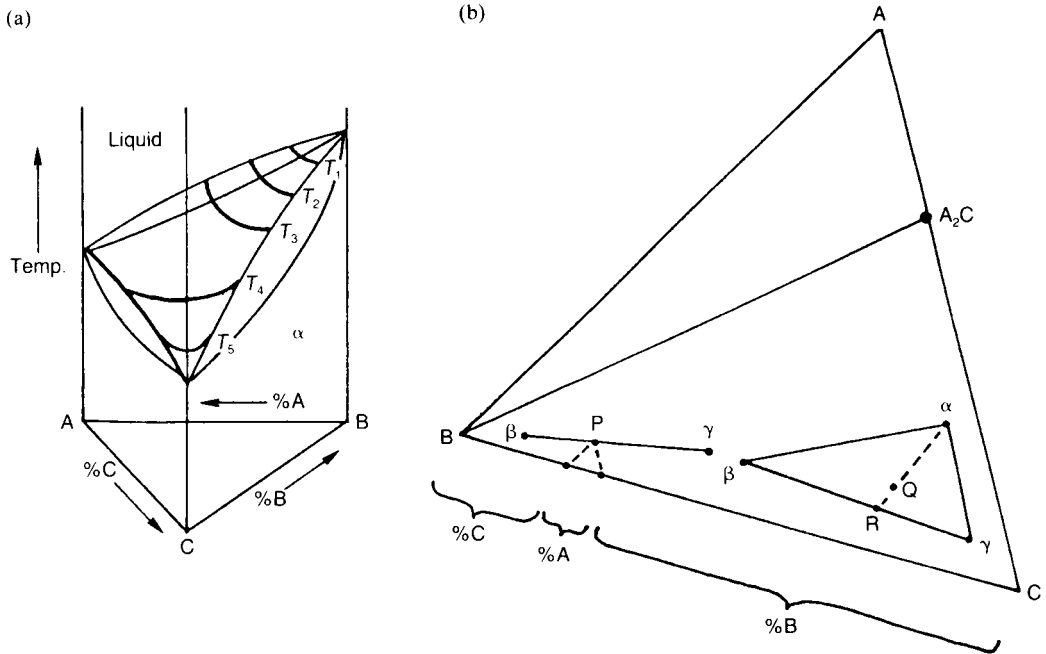 (a)
Liquid
Temp.
T₁
T₂
T₃
T₄
T₅
α
%A
A
B
%C
%B
C
(b)
A
A₂C
B
β
P
γ
α
β
Q
R
γ
C
%C
%A
%B